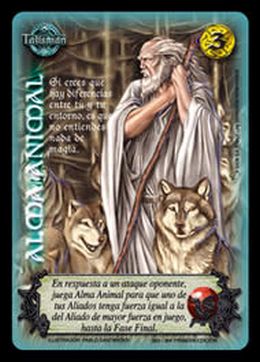 Talisman
3
ALMA ANIMAL
Si crees que
hay diferencias
entre tu y tu
entorno, es que
no entiendes
nada de
magia.
En respuesta a un ataque oponente,
juega Alma Animal para que uno de
tus Aliados tenga fuerza igual a la
del Aliado de mayor fuerza en juego,
hasta la Fase Final.